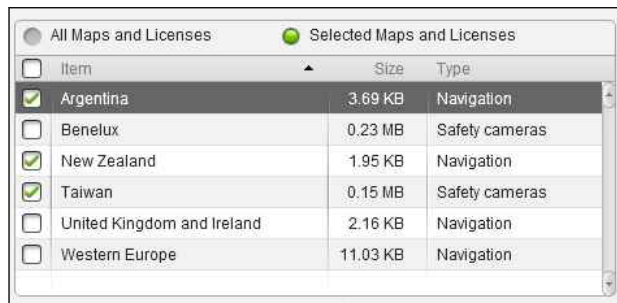 All Maps and Licenses Selected Maps and Licenses
Item Size Type
Argentina 3.69 KB Navigation
Benelux 0.23 MB Safety cameras
New Zealand 1.95 KB Navigation
Taiwan 0.15 MB Safety cameras
United Kingdom and Ireland 2.16 KB Navigation
Western Europe 11.03 KB Navigation